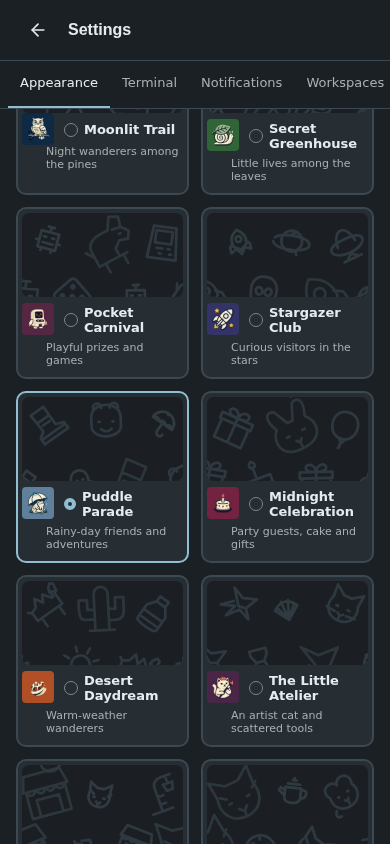 Settings
Appearance
Terminal
Notifications
Workspaces
Moonlit Trail
Night wanderers among
the pines
Secret
Greenhouse
Little lives among the
leaves
Pocket
Carnival
Playful prizes and
games
Stargazer
Club
Curious visitors in the
stars
Puddle
Parade
Rainy-day friends and
adventures
Midnight
Celebration
Party guests, cake and
gifts
Desert
Daydream
Warm-weather
wanderers
The Little
Atelier
An artist cat and
scattered tools